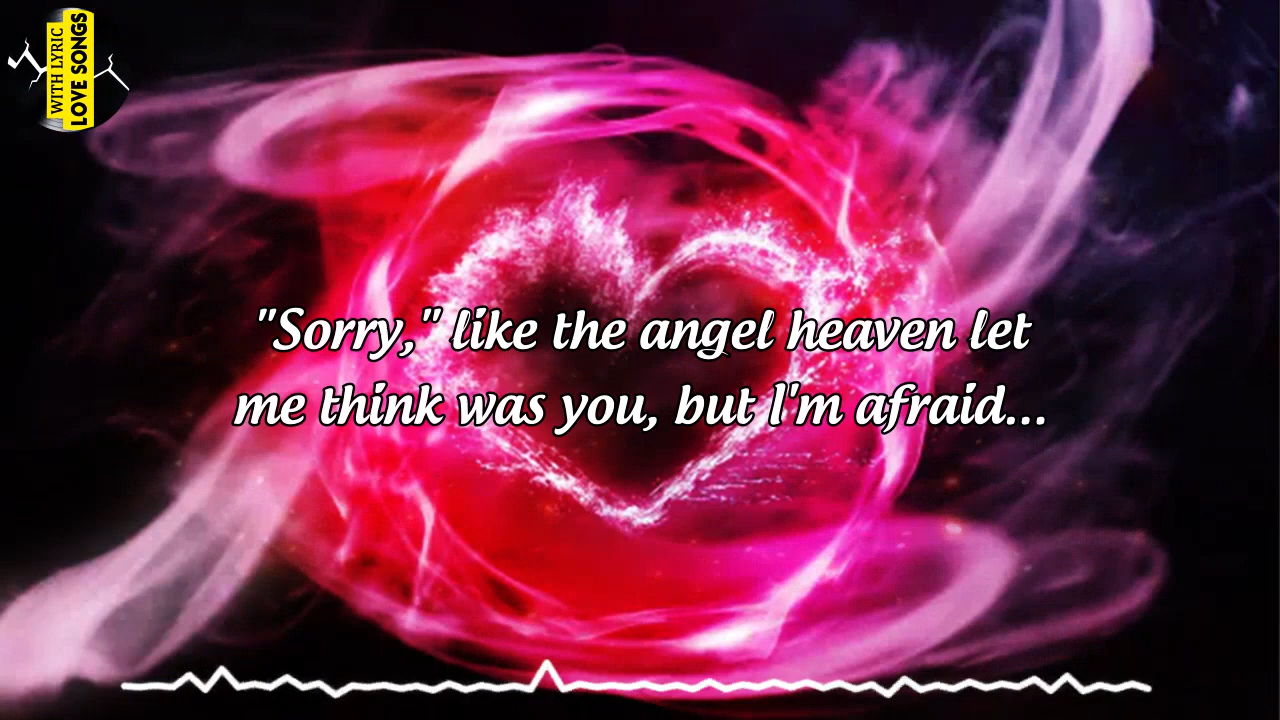 WITH LYRIC
LOVE SONGS
"Sorry," like the angel heaven let
me think was you, but I'm afraid...